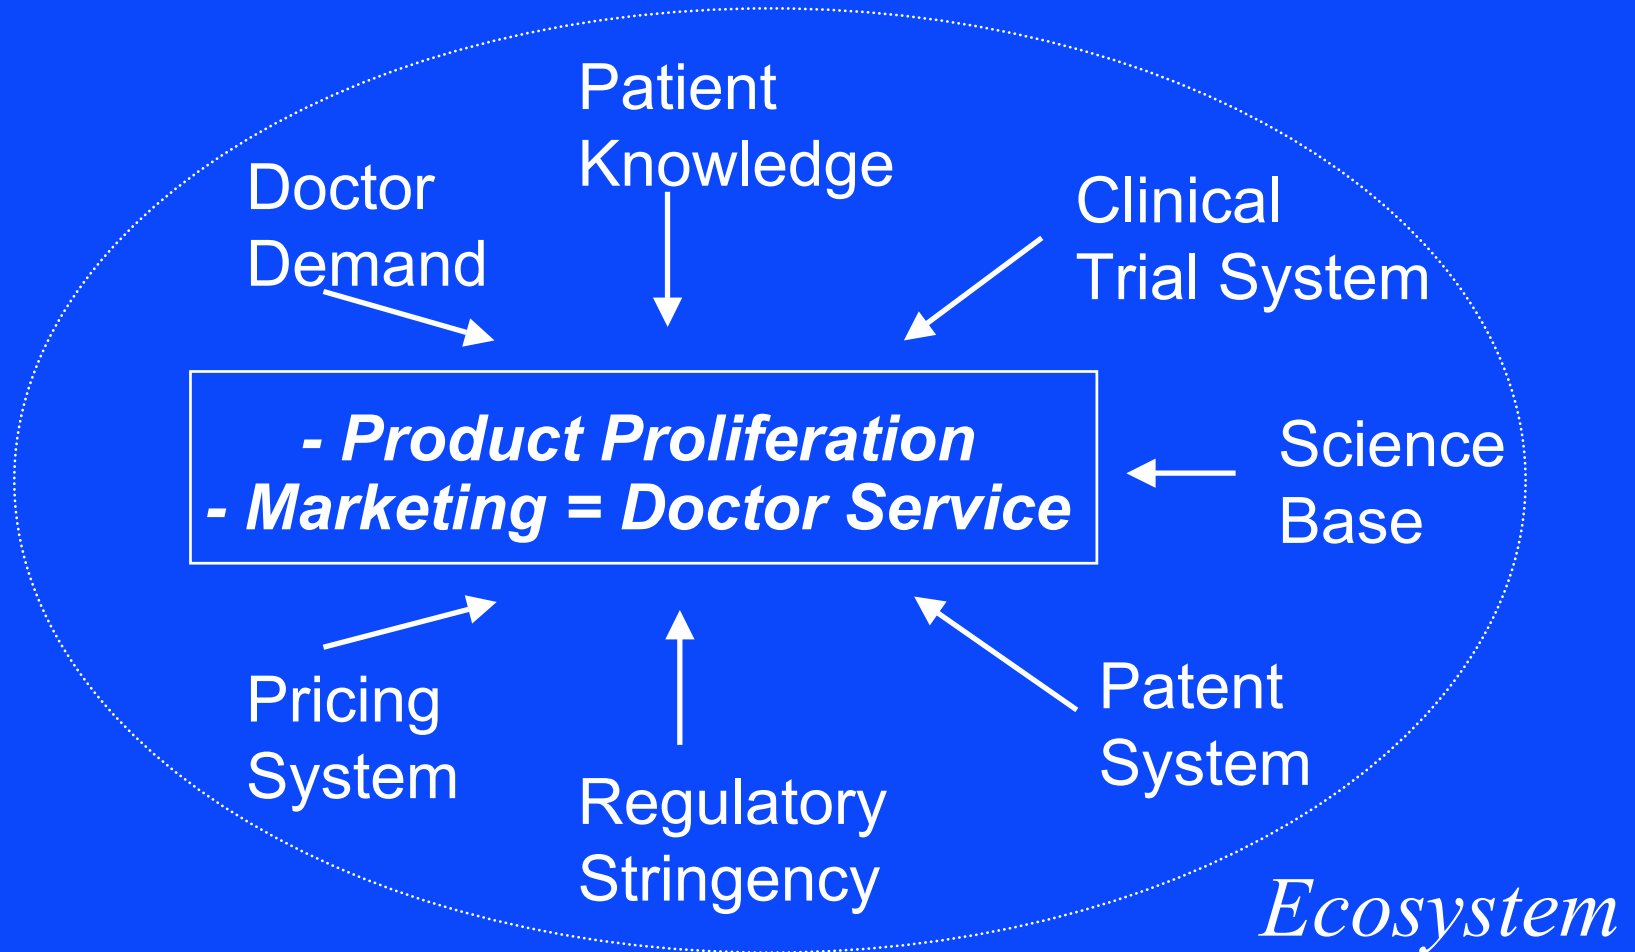 Patient
Knowledge
Doctor
Demand
Clinical
Trial System
- Product Proliferation
- Marketing = Doctor Service
Science
Base
Pricing
System
Regulatory
Stringency
Patent
System
Ecosystem